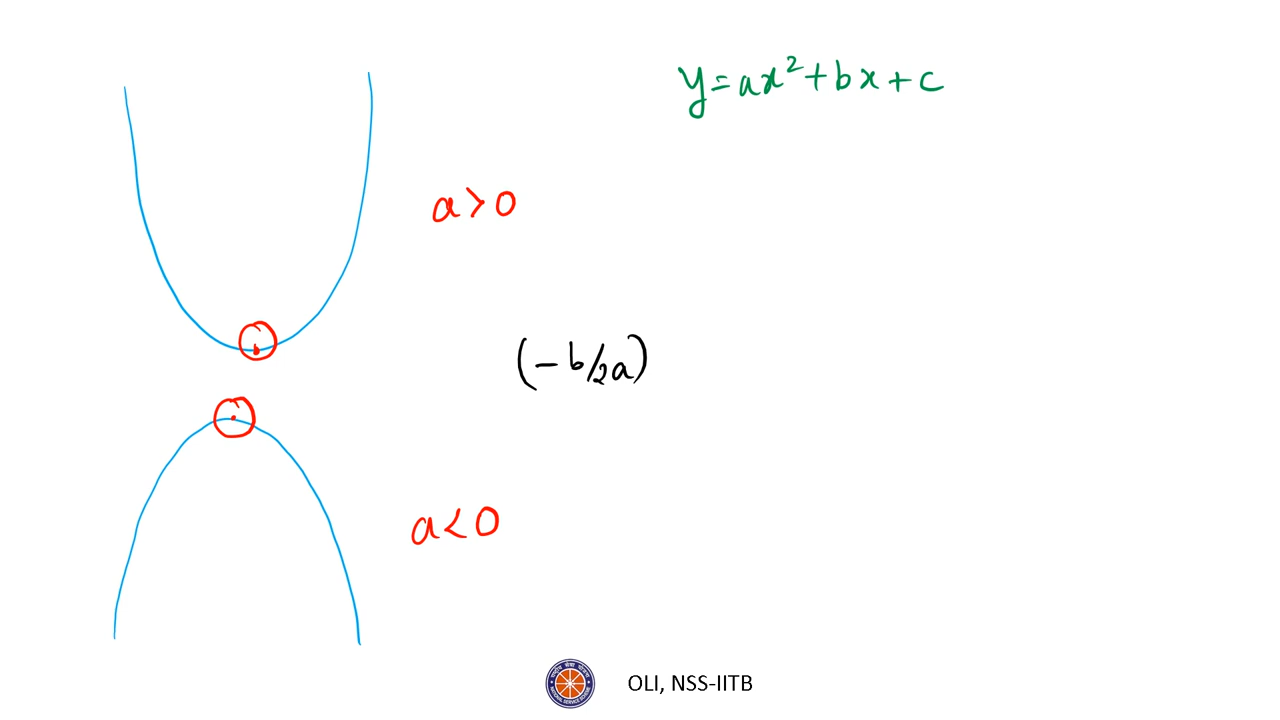 y=ax²+bx+c
a>0
(-b/2a)
a<0
OLI, NSS-IITB